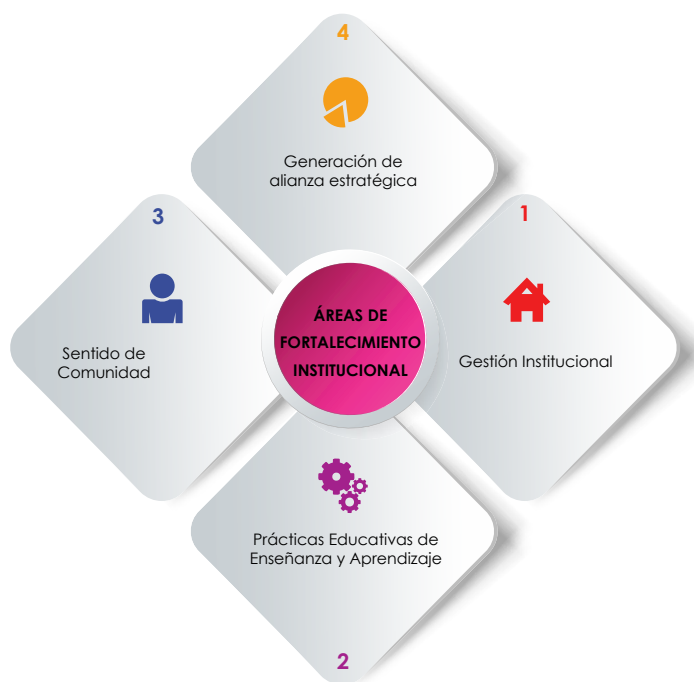 4
Generación de
alianza estratégica
3
Sentido de
Comunidad
ÁREAS DE
FORTALECIMIENTO
INSTITUCIONAL
1
Gestión Institucional
Prácticas Educativas de
Enseñanza y Aprendizaje
2